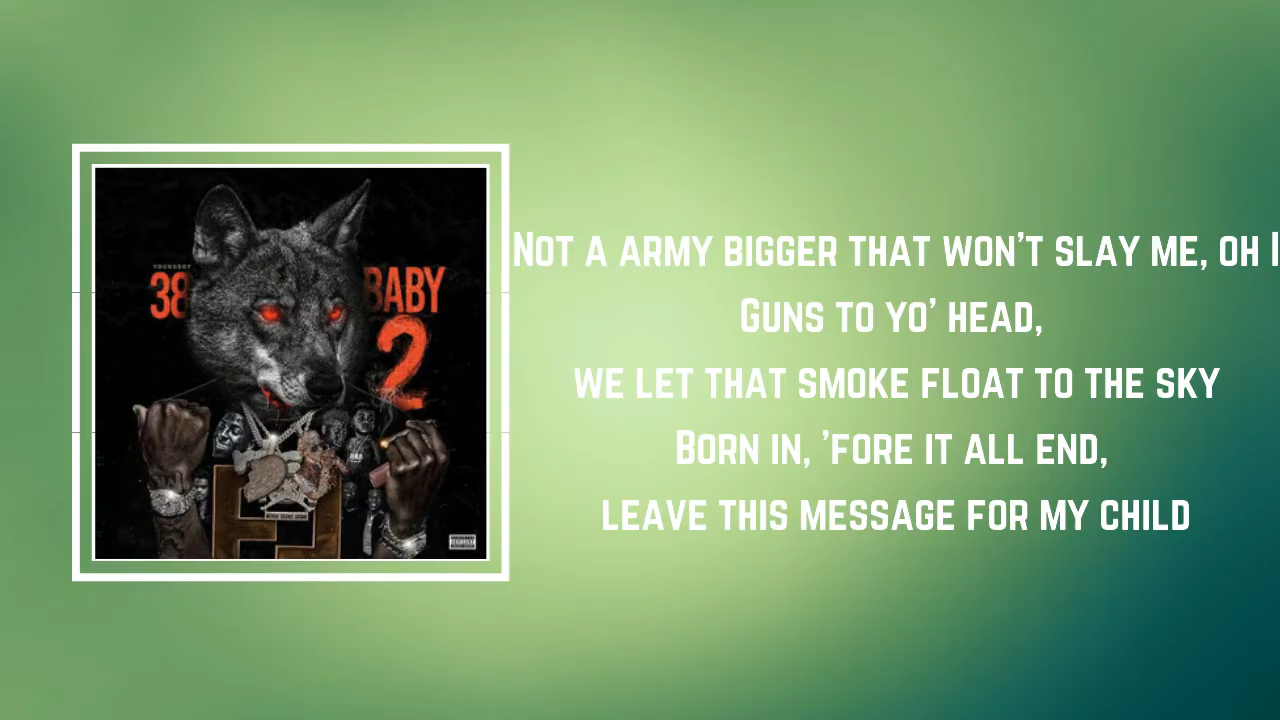 YOUNGBOY
38 BABY
2
NOT A ARMY BIGGER THAT WON'T SLAY ME, OH I
GUNS TO YO' HEAD,
WE LET THAT SMOKE FLOAT TO THE SKY
BORN IN, 'FORE IT ALL END,
LEAVE THIS MESSAGE FOR MY CHILD